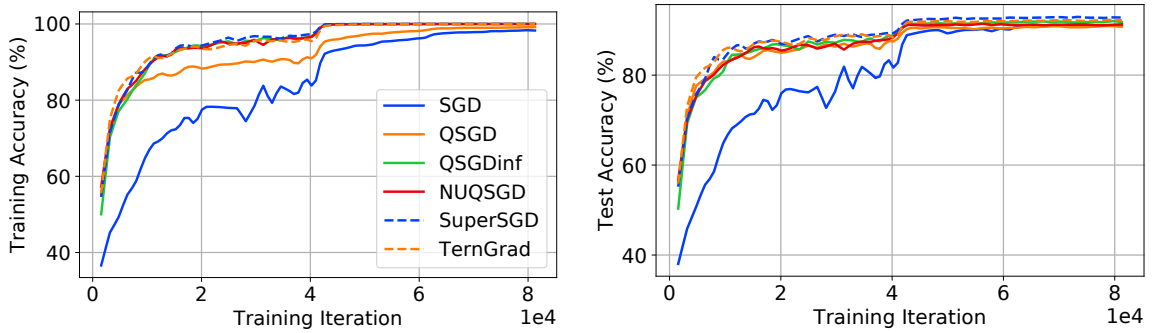 Training Accuracy (%)
100
80
60
40
0
2
4
6
8
1e4
Training Iteration
SGD
QSGD
QSGDinf
NUQSGD
SuperSGD
TernGrad
Test Accuracy (%)
80
60
40
0
2
4
6
8
1e4
Training Iteration